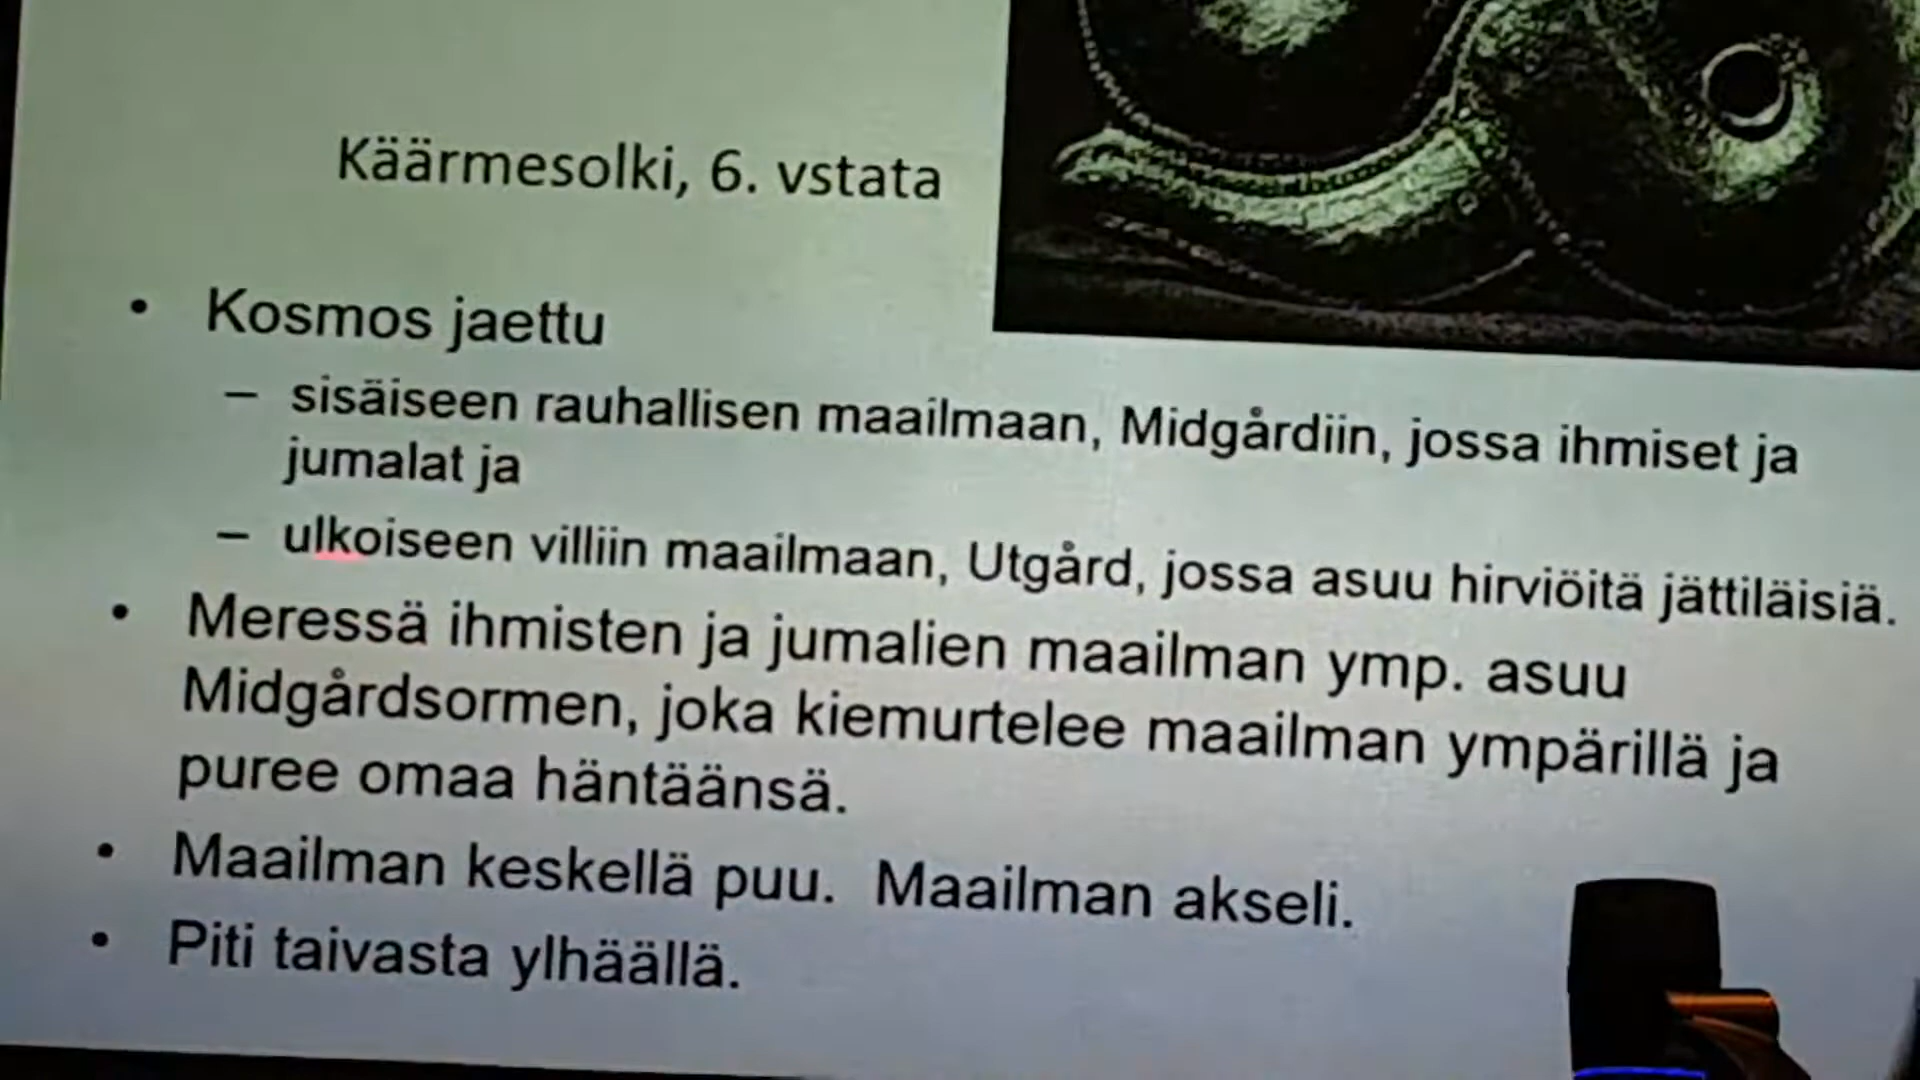 Käärmesolki, 6. vstata
• Kosmos jaettu
– sisäiseen rauhallisen maailmaan, Midgårdiin, jossa ihmiset ja
jumalat ja
– ulkoiseen villiin maailmaan, Utgård, jossa asuu hirviöitä jättiläisiä.
• Meressä ihmisten ja jumalien maailman ymp. asuu
Midgårdsormen, joka kiemurtelee maailman ympärillä ja
puree omaa häntäänsä.
• Maailman keskellä puu. Maailman akseli.
• Piti taivasta ylhäällä.